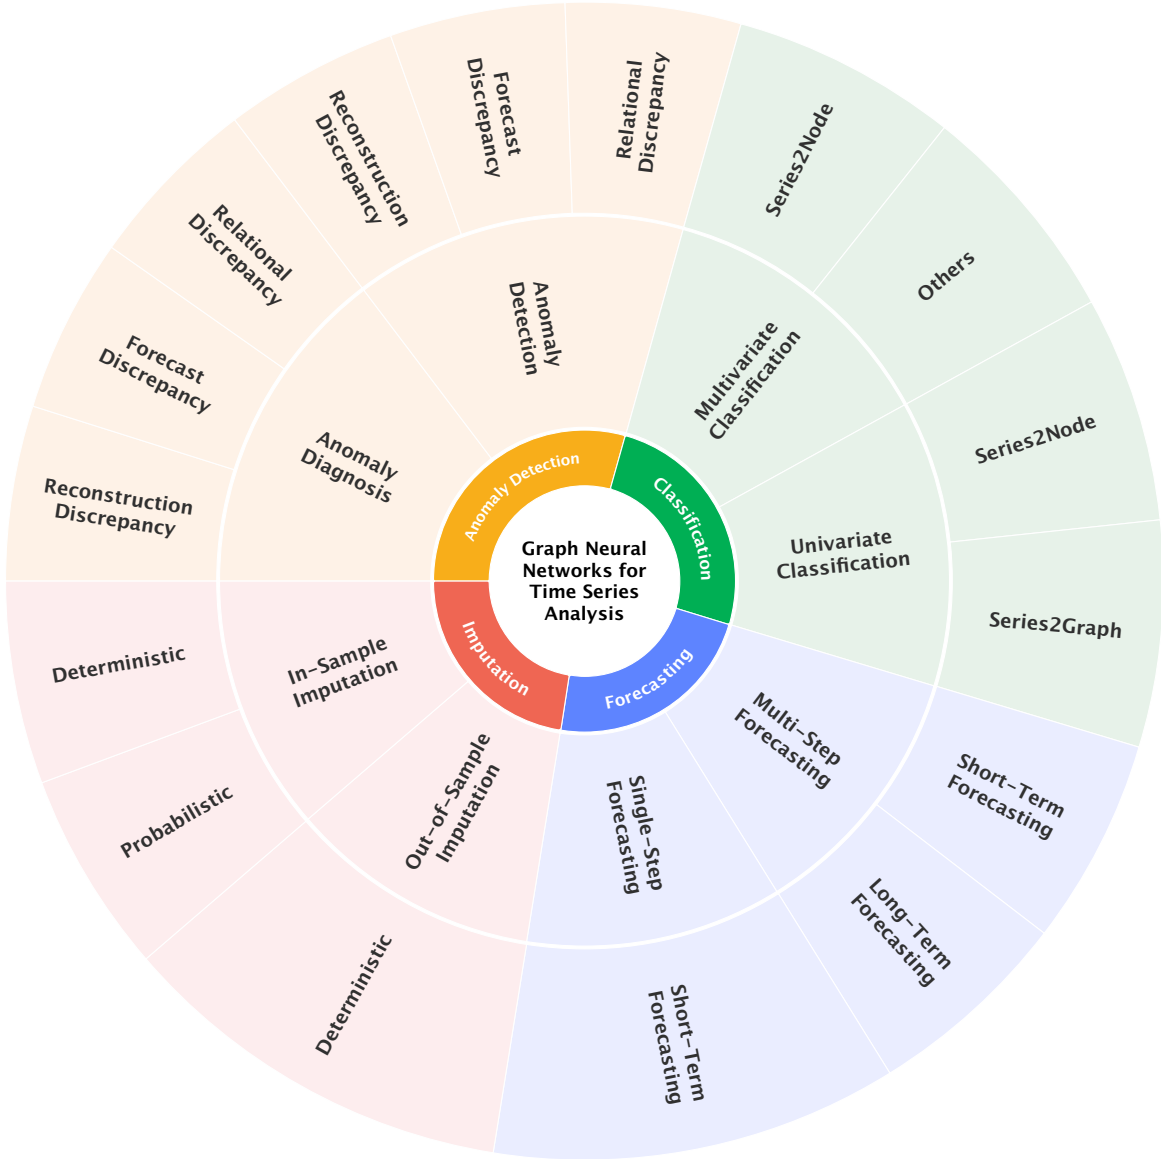 Graph Neural
Networks for
Time Series
Analysis
Anomaly Detection
Classification
Forecasting
Imputation
Anomaly
Detection
Relational
Discrepancy
Forecast
Discrepancy
Reconstruction
Discrepancy
Anomaly
Diagnosis
Relational
Discrepancy
Forecast
Discrepancy
Reconstruction
Discrepancy
Multivariate
Classification
Series2Node
Others
Univariate
Classification
Series2Node
Series2Graph
Multi-Step
Forecasting
Short-Term
Forecasting
Long-Term
Forecasting
Single-Step
Forecasting
Short-Term
Forecasting
Out-of-Sample
Imputation
Deterministic
In-Sample
Imputation
Probabilistic
Deterministic